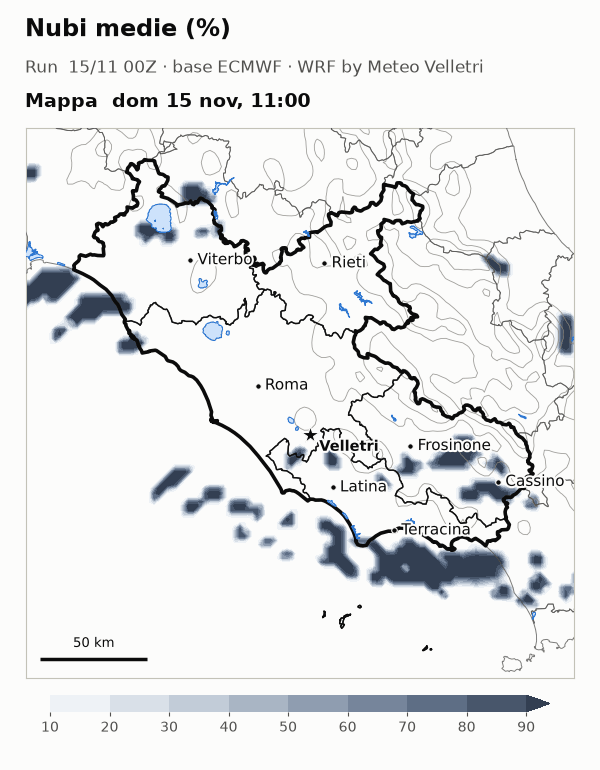 Nubi medie (%)
Run 15/11 00Z · base ECMWF · WRF by Meteo Velletri
Mappa dom 15 nov, 11:00
Viterbo
Rieti
Roma
Velletri
Frosinone
Latina
Cassino
Terracina
50 km
10 20 30 40 50 60 70 80 90